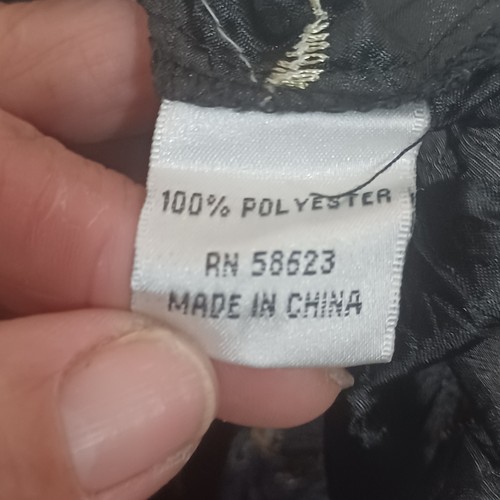 100% POLYESTER
RN 58623
MADE IN CHINA